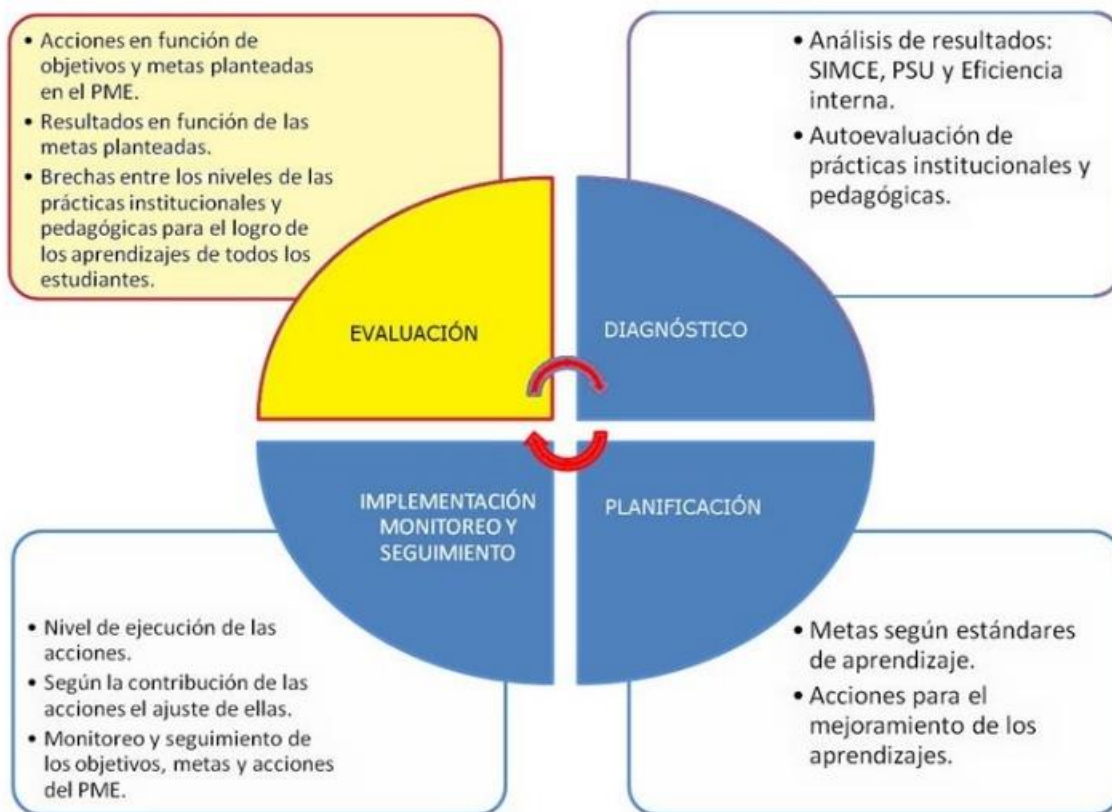 • Acciones en función de
objetivos y metas planteadas
en el PME.
• Resultados en función de las
metas planteadas.
• Brechas entre los niveles de las
prácticas institucionales y
pedagógicas para el logro de
los aprendizajes de todos los
estudiantes.
• Análisis de resultados:
SIMCE, PSU y Eficiencia
interna.
• Autoevaluación de
prácticas institucionales y
pedagógicas.
EVALUACIÓN
DIAGNÓSTICO
IMPLEMENTACIÓN
MONITOREO Y
SEGUIMIENTO
PLANIFICACIÓN
• Nivel de ejecución de las
acciones.
• Según la contribución de las
acciones el ajuste de ellas.
• Monitoreo y seguimiento de
los objetivos, metas y acciones
del PME.
• Metas según estándares
de aprendizaje.
• Acciones para el
mejoramiento de los
aprendizajes.